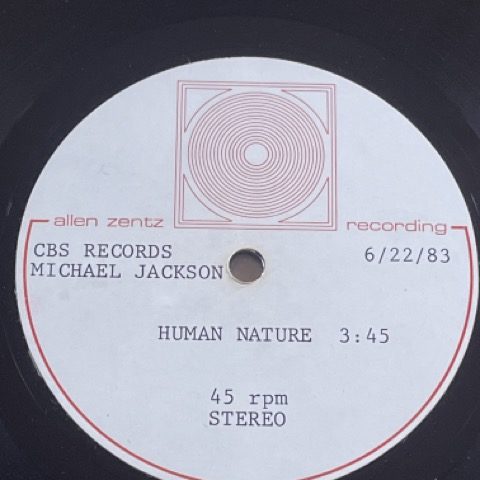 allen zentz recording
CBS RECORDS 6/22/83
MICHAEL JACKSON
HUMAN NATURE 3:45
45 rpm
STEREO